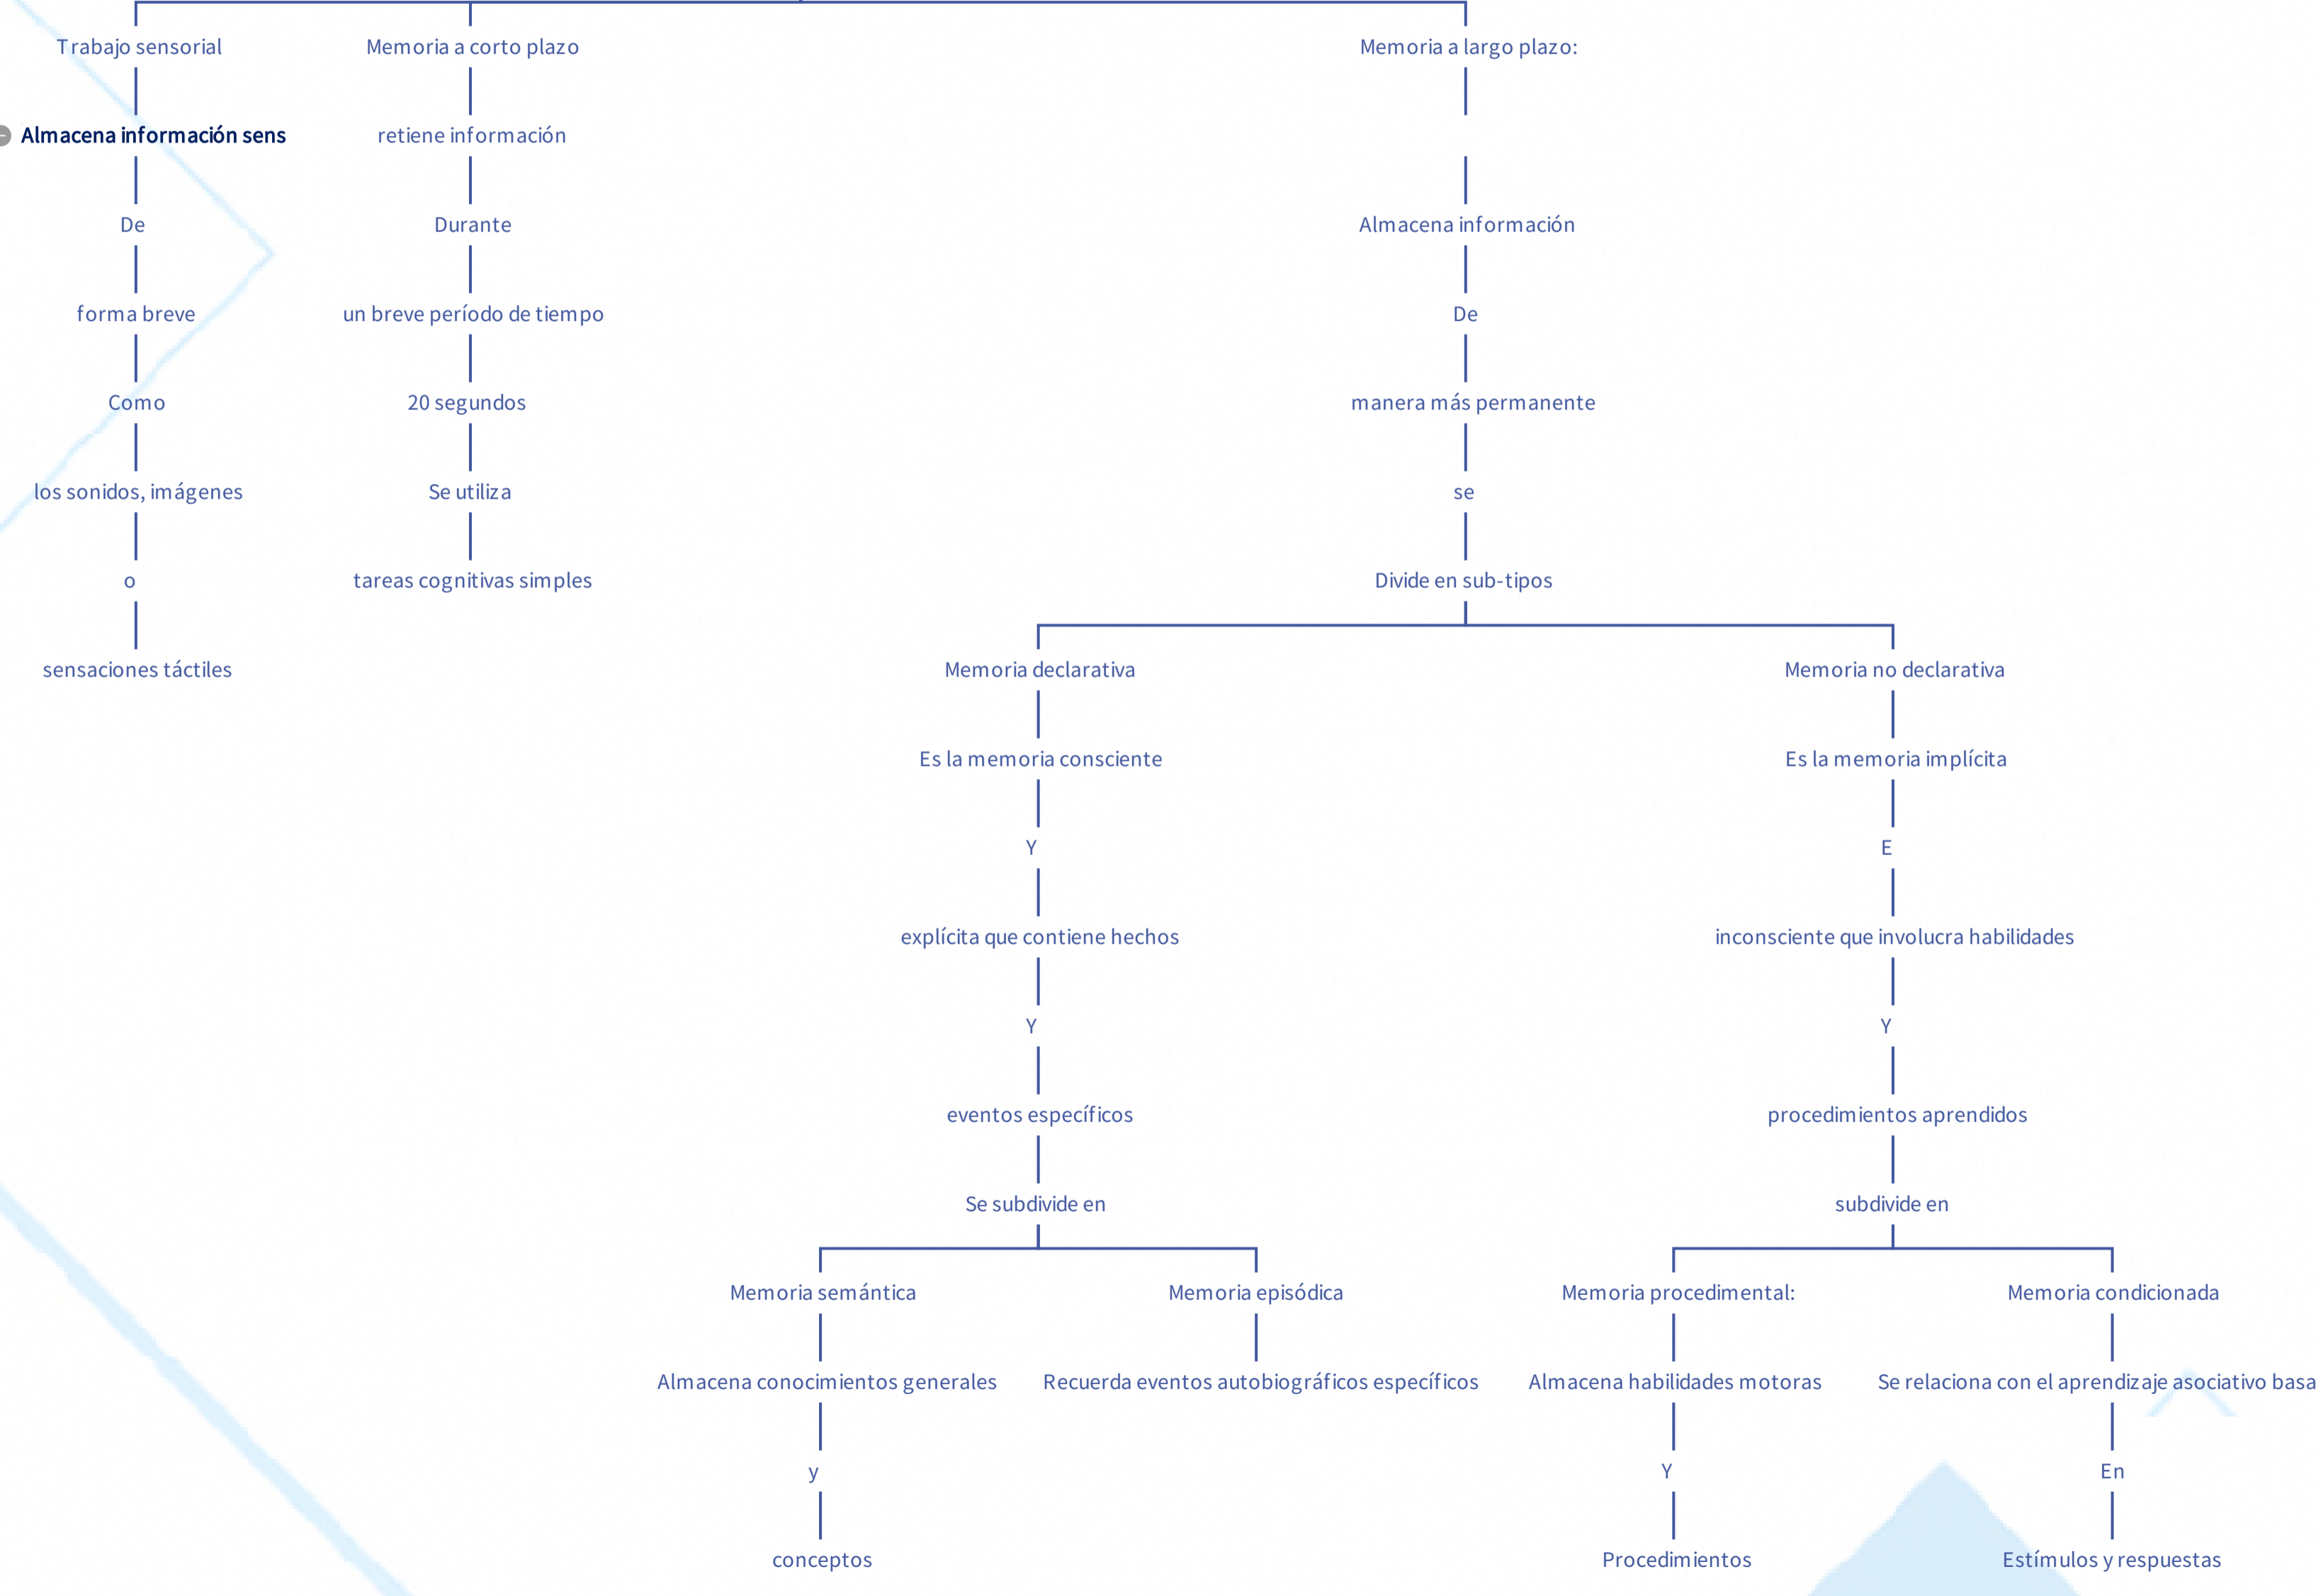 Trabajo sensorial
Memoria a corto plazo
Memoria a largo plazo:
Almacena información sens
retiene información
De
Durante
Almacena información
forma breve
un breve período de tiempo
De
Como
20 segundos
manera más permanente
los sonidos, imágenes
Se utiliza
se
o
tareas cognitivas simples
Divide en sub-tipos
sensaciones táctiles
Memoria declarativa
Memoria no declarativa
Es la memoria consciente
Es la memoria implícita
Y
E
explícita que contiene hechos
inconsciente que involucra habilidades
Y
Y
eventos específicos
procedimientos aprendidos
Se subdivide en
subdivide en
Memoria semántica
Memoria episódica
Memoria procedimental:
Memoria condicionada
Almacena conocimientos generales
Recuerda eventos autobiográficos específicos
Almacena habilidades motoras
Se relaciona con el aprendizaje asociativo basa
y
Y
En
conceptos
Procedimientos
Estímulos y respuestas